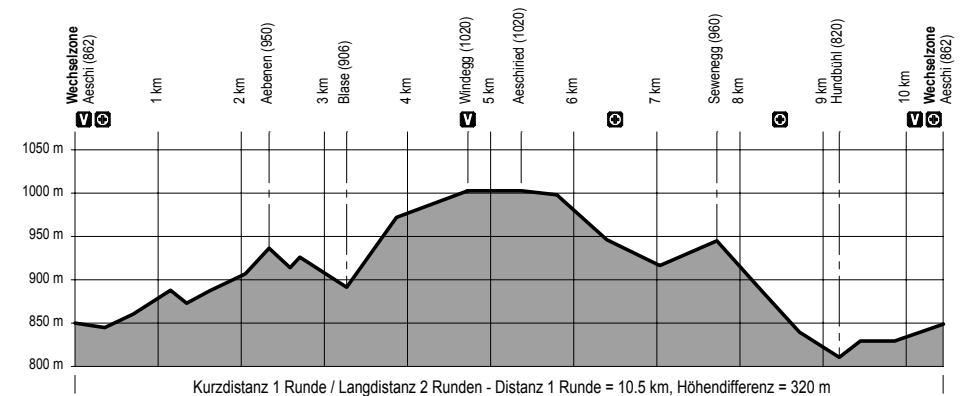 Wechselzone
Aeschi (862)
1 km
2 km
Aebenen (950)
3 km
Blase (906)
4 km
Windegg (1020)
5 km
Aeschiried (1020)
6 km
7 km
Sewenegg (960)
8 km
9 km
Hundbühl (820)
10 km
Wechselzone
Aeschi (862)
V
V
V
1050 m
1000 m
950 m
900 m
850 m
800 m
Kurzdistanz 1 Runde / Langdistanz 2 Runden - Distanz 1 Runde = 10.5 km, Höhendifferenz = 320 m